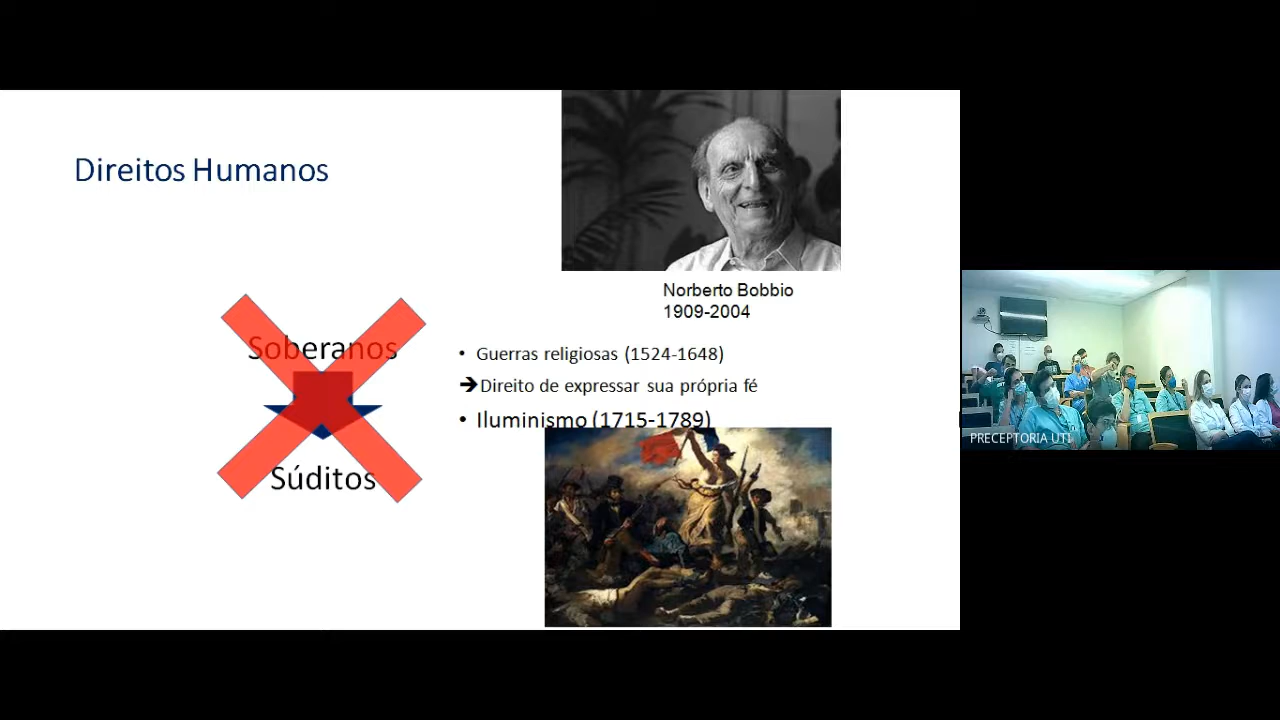 Direitos Humanos
Norberto Bobbio
1909-2004
Soberanos
Súditos
• Guerras religiosas (1524-1648)
➔Direito de expressar sua própria fé
• Iluminismo (1715-1789)
PRECEPTORIA UTI